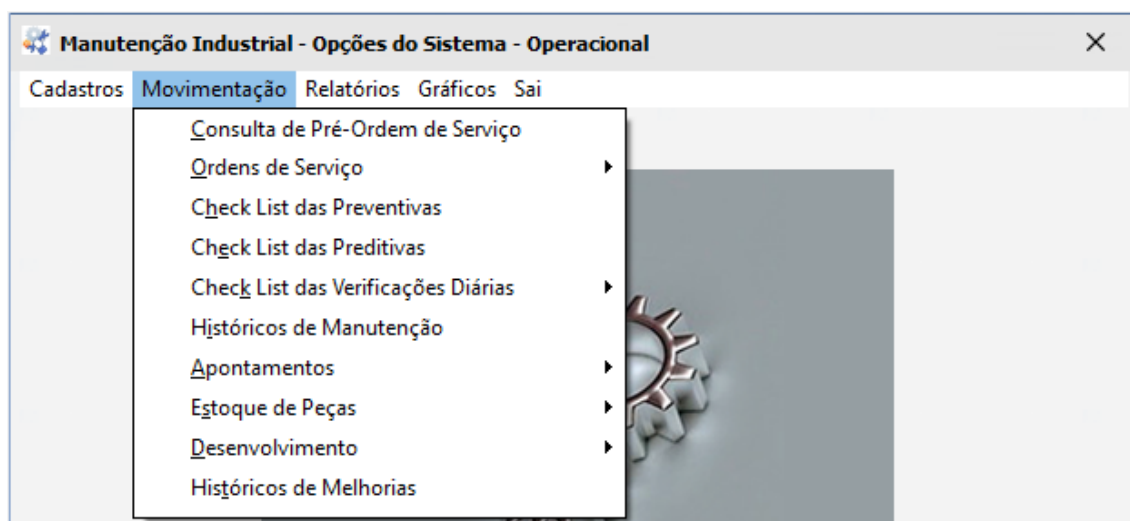 Manutenção Industrial - Opções do Sistema - Operacional
Cadastros Movimentação Relatórios Gráficos Sai
Consulta de Pré-Ordem de Serviço
Ordens de Serviço
Check List das Preventivas
Check List das Preditivas
Check List das Verificações Diárias
Históricos de Manutenção
Apontamentos
Estoque de Peças
Desenvolvimento
Históricos de Melhorias